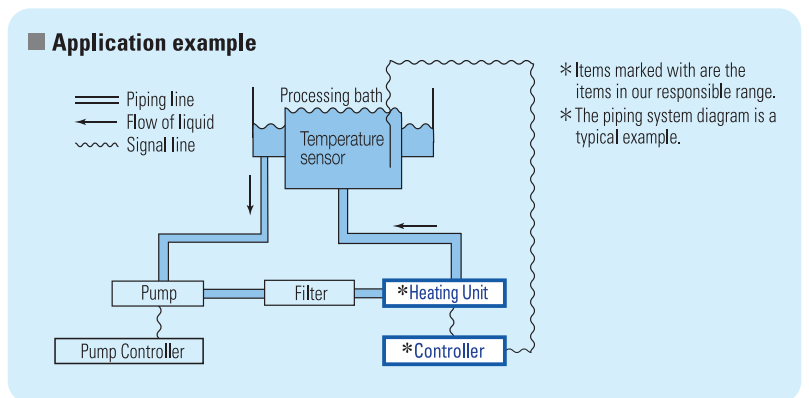 Application example
Piping line
Flow of liquid
Signal line
Processing bath
Temperature
sensor
＊Items marked with are the
items in our responsible range.
＊The piping system diagram is a
typical example.
Pump
Filter
＊Heating Unit
Pump Controller
＊Controller